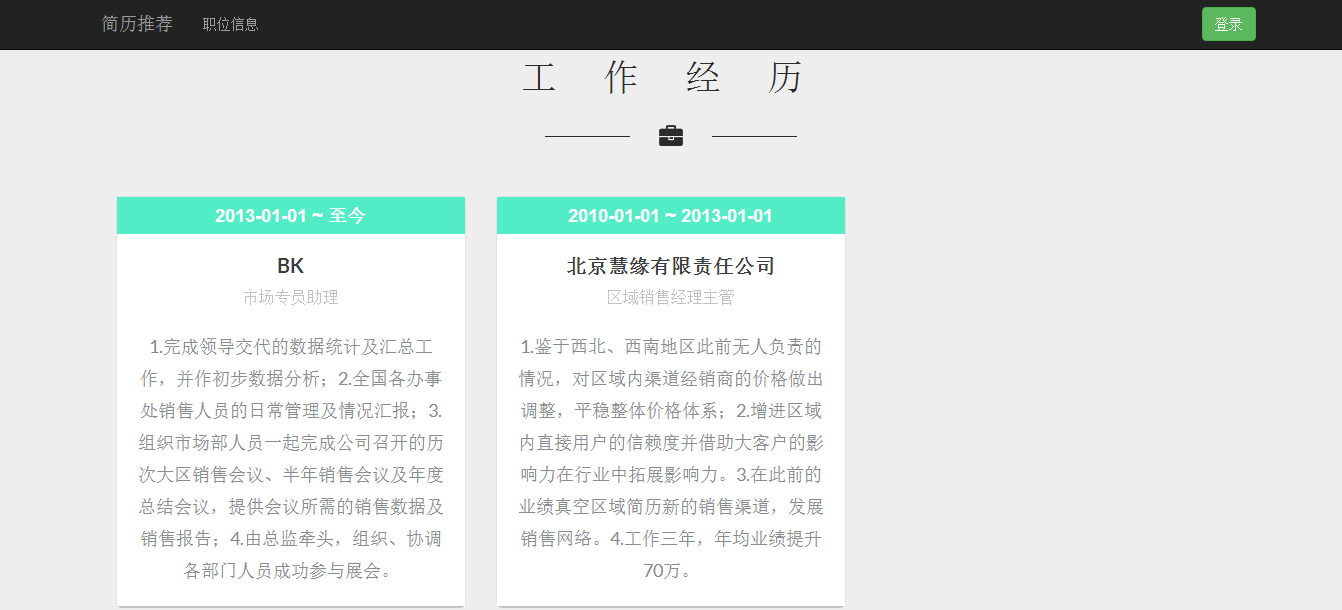 简历推荐 职位信息 登录
工 作 经 历
2013-01-01 ~ 至今
BK
市场专员助理
1.完成领导交代的数据统计及汇总工
作，并作初步数据分析；2.全国各办事
处销售人员的日常管理及情况汇报；3.
组织市场部人员一起完成公司召开的历
次大区销售会议、半年销售会议及年度
总结会议，提供会议所需的销售数据及
销售报告；4.由总监牵头，组织、协调
各部门人员成功参与展会。
2010-01-01 ~ 2013-01-01
北京慧缘有限责任公司
区域销售经理主管
1.鉴于西北、西南地区此前无人负责的
情况，对区域内渠道经销商的价格做出
调整，平稳整体价格体系；2.增进区域
内直接用户的信赖度并借助大客户的影
响力在行业中拓展影响力。3.在此前的
业绩真空区域简历新的销售渠道，发展
销售网络。4.工作三年，年均业绩提升
70万。